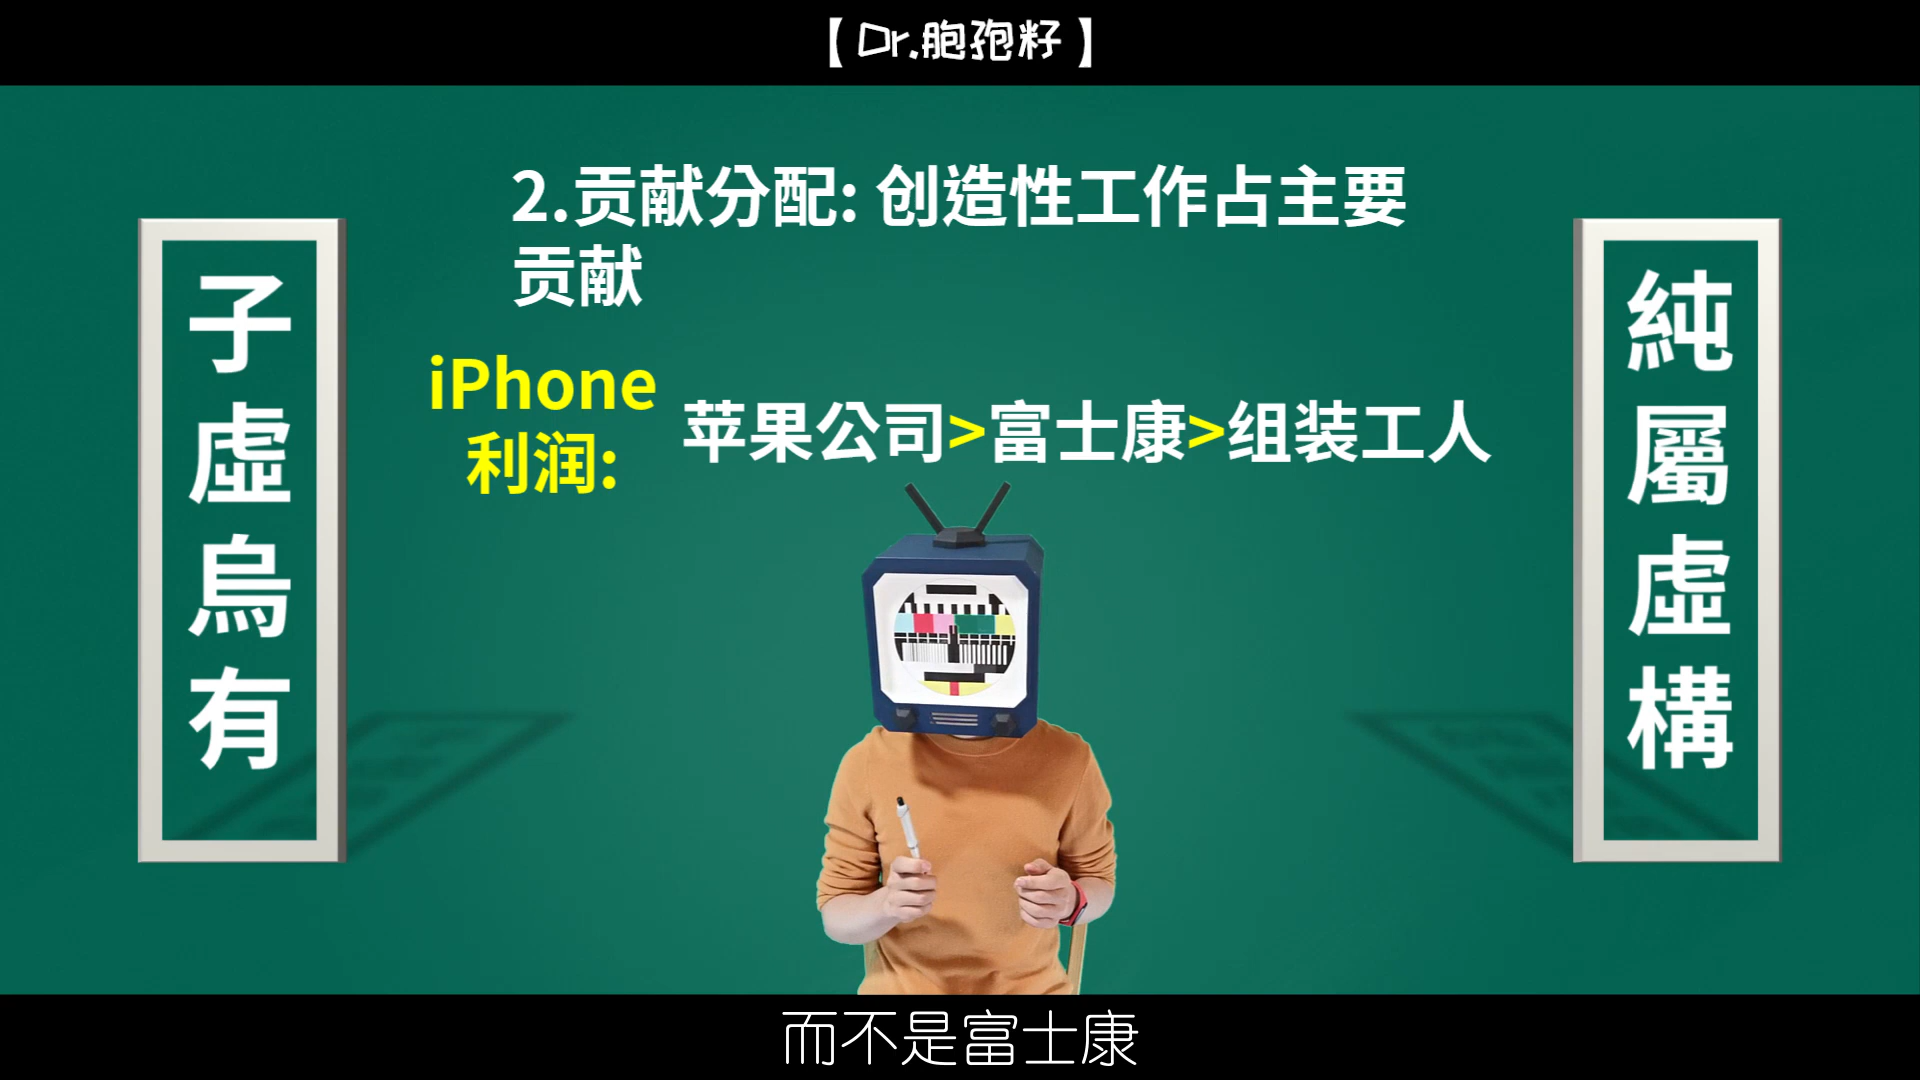 【Dr.胞孢籽】
2.贡献分配: 创造性工作占主要
贡献
子虛烏有
iPhone
利润:
苹果公司>富士康>组装工人
純屬虛構
而不是富士康